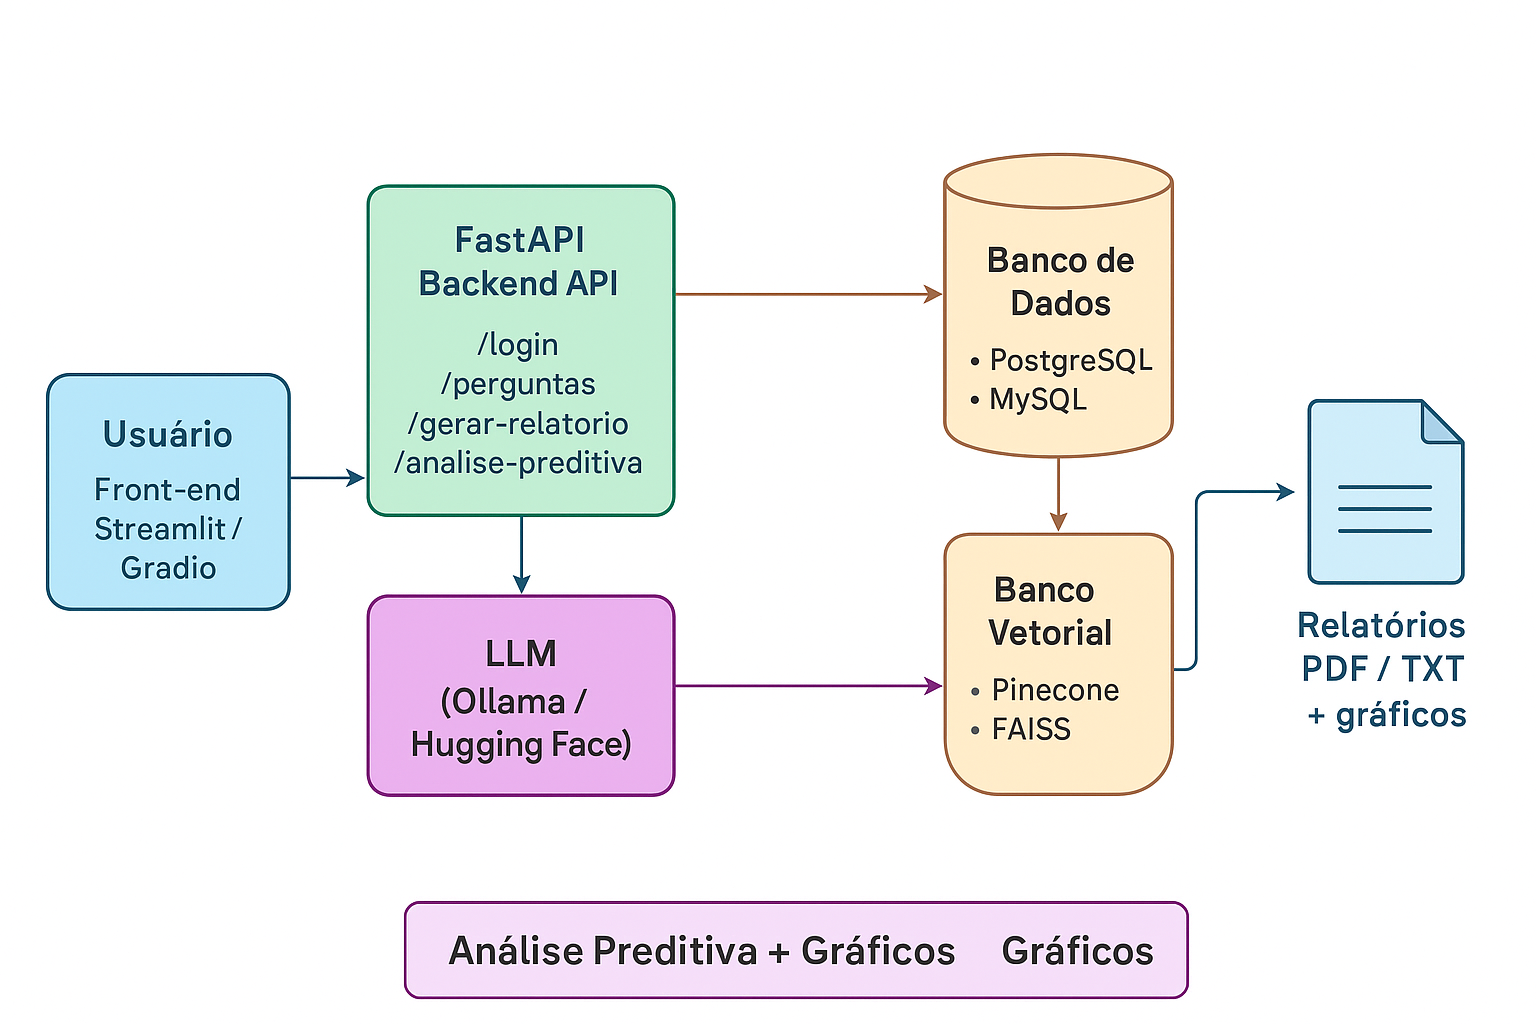 Usuário
Front-end
Streamlit /
Gradio
FastAPI
Backend API
/login
/perguntas
/gerar-relatorio
/analise-preditiva
LLM
(Ollama /
Hugging Face)
Banco de
Dados
• PostgreSQL
• MySQL
Banco
Vetorial
• Pinecone
• FAISS
Relatórios
PDF / TXT
+ gráficos
Análise Preditiva + Gráficos Gráficos